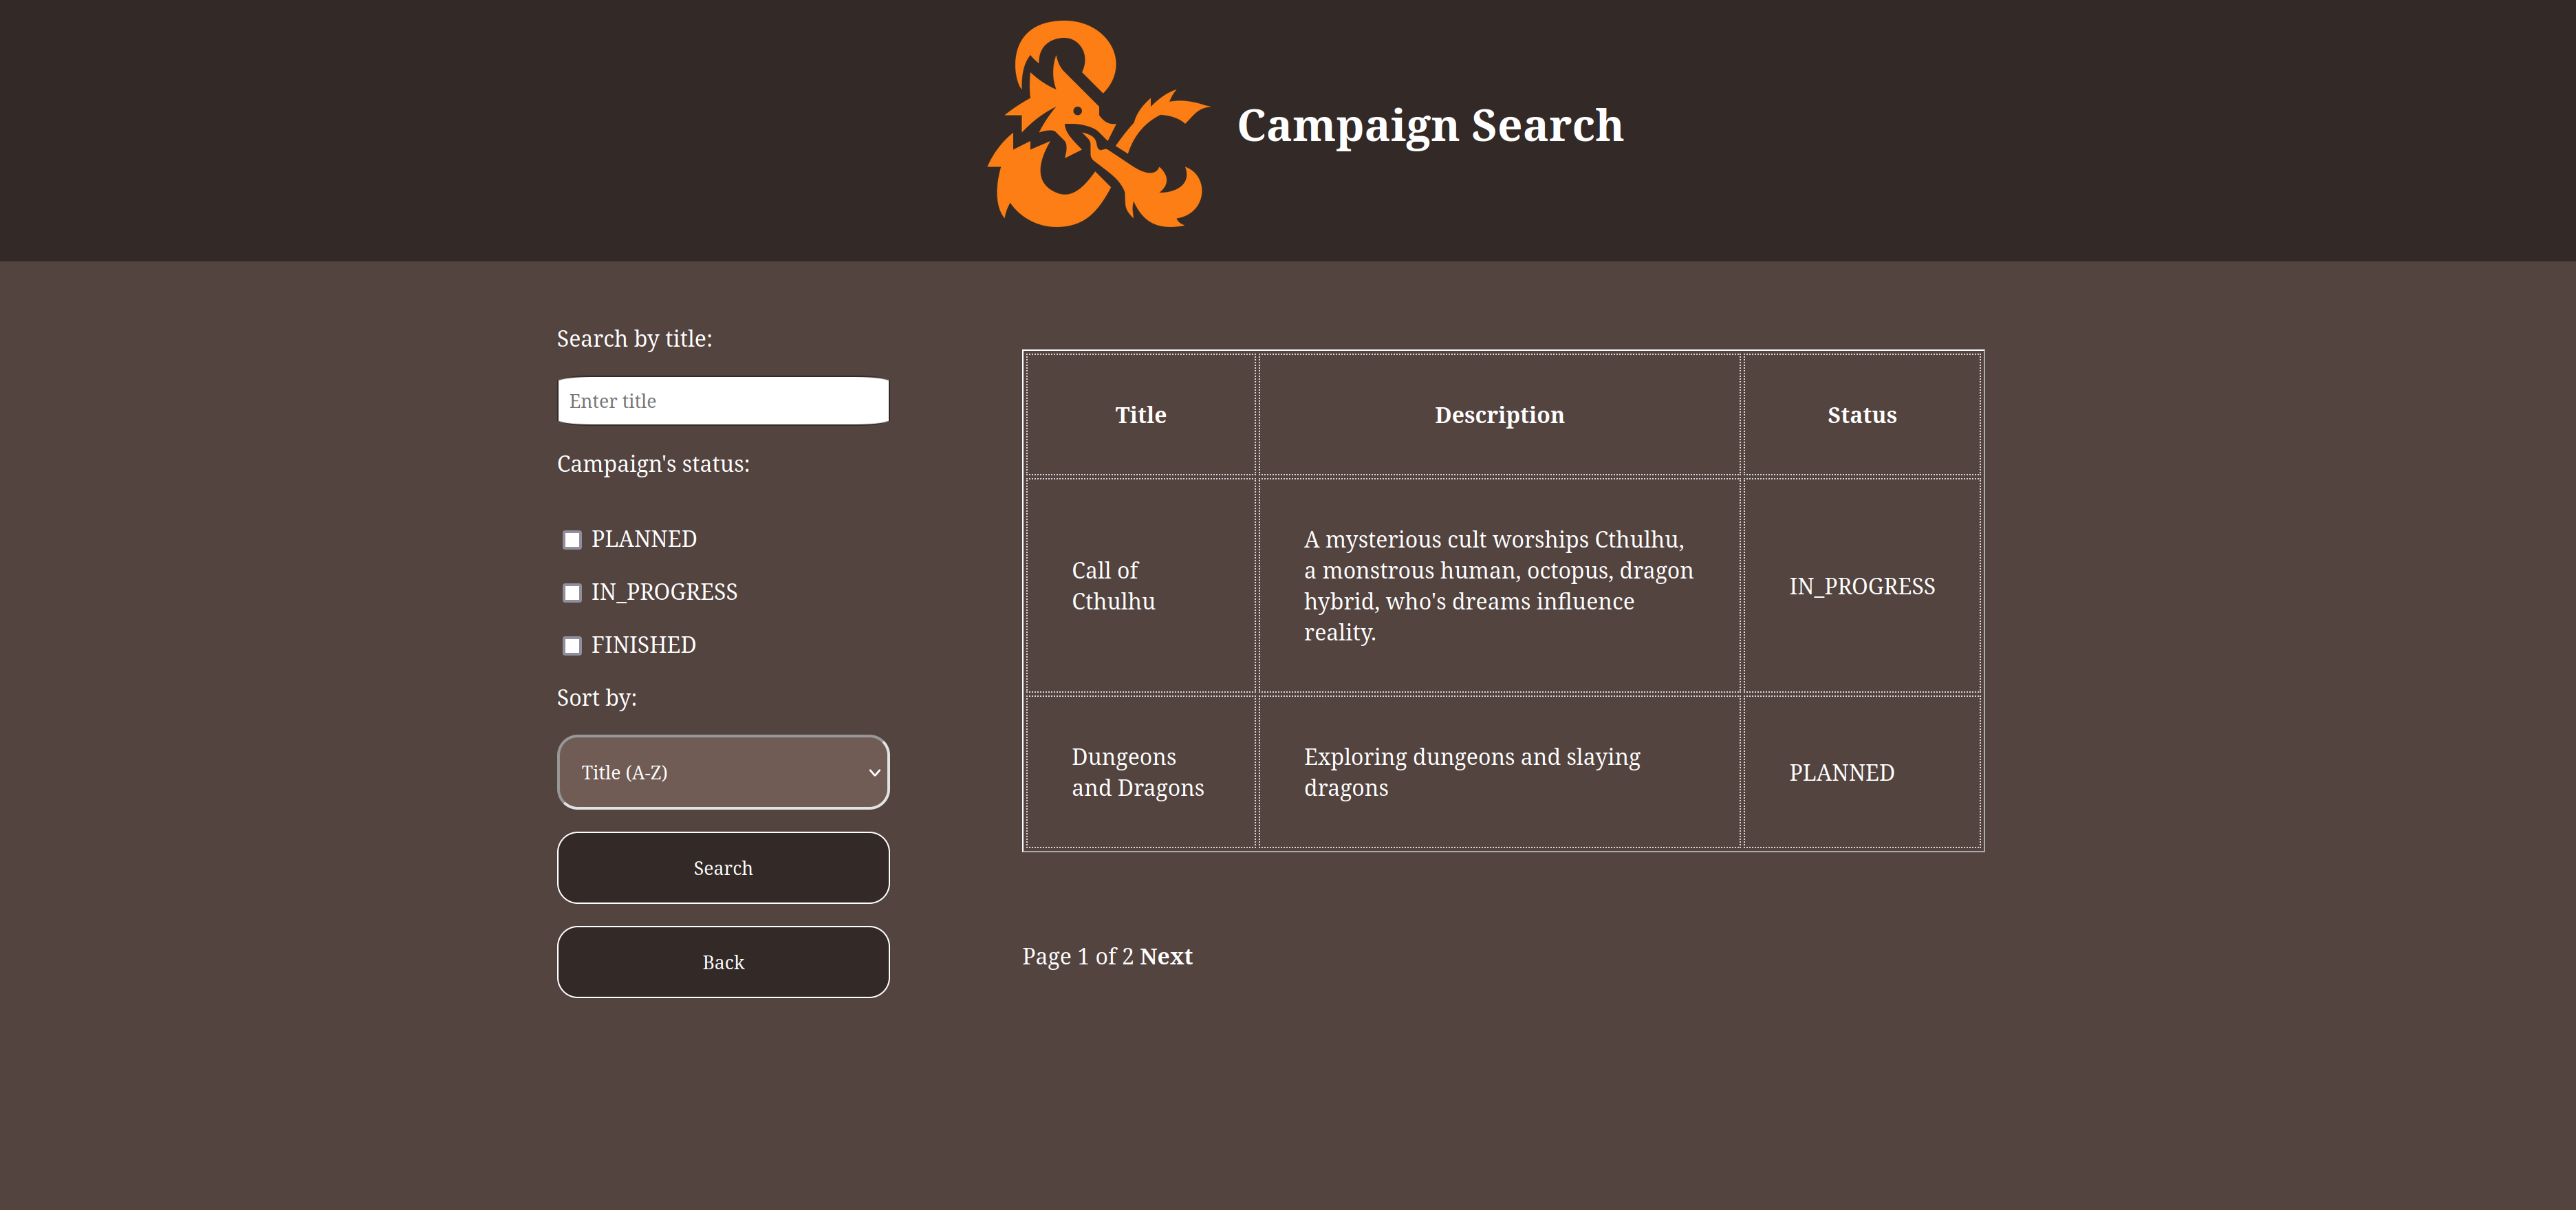 Campaign Search
Search by title:
Enter title
Campaign's status:
PLANNED
IN_PROGRESS
FINISHED
Sort by:
Title (A-Z)
Search
Back
Title
Description
Status
Call of
Cthulhu
A mysterious cult worships Cthulhu,
a monstrous human, octopus, dragon
hybrid, who's dreams influence
reality.
IN_PROGRESS
Dungeons
and Dragons
Exploring dungeons and slaying
dragons
PLANNED
Page 1 of 2 Next